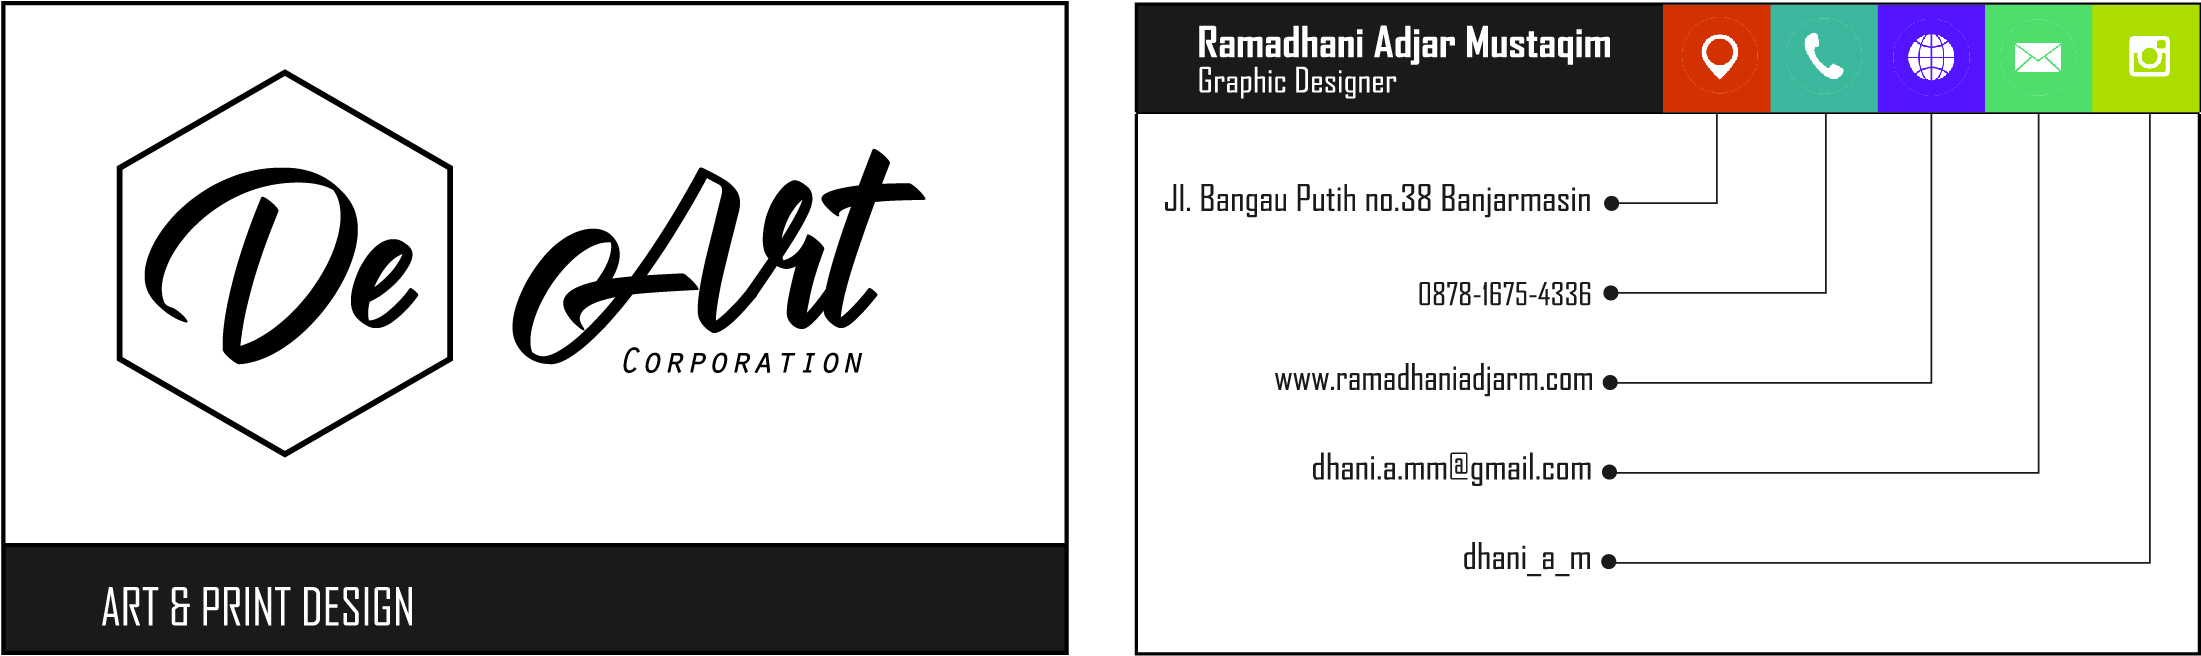 De Art
CORPORATION
ART & PRINT DESIGN
Ramadhani Adjar Mustaqim
Graphic Designer
Jl. Bangau Putih no.38 Banjarmasin
0878-1675-4336
www.ramadhaniadjarm.com
dhani.a.mm@gmail.com
dhani_a_m